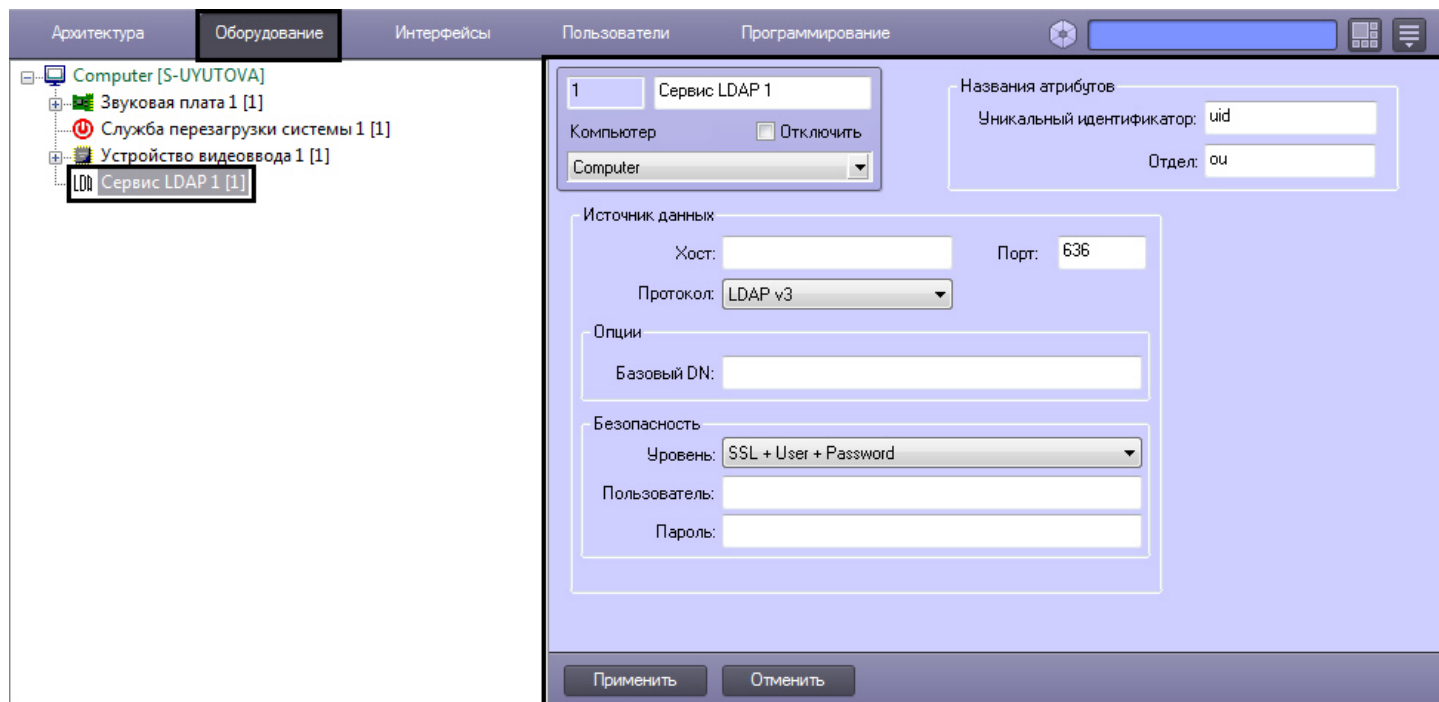 Архитектура Оборудование Интерфейсы Пользователи Программирование
Computer [S-UYUTOVA]
Звуковая плата 1 [1]
Служба перезагрузки системы 1 [1]
Устройство видеоввода 1 [1]
LDA Сервис LDAP 1 [1]
1 Сервис LDAP 1
Компьютер Отключить
Computer
Названия атрибутов
Уникальный идентификатор: uid
Отдел: ou
Источник данных
Хост: Порт: 636
Протокол: LDAP v3
Опции
Базовый DN:
Безопасность
Уровень: SSL + User + Password
Пользователь:
Пароль:
Применить Отменить